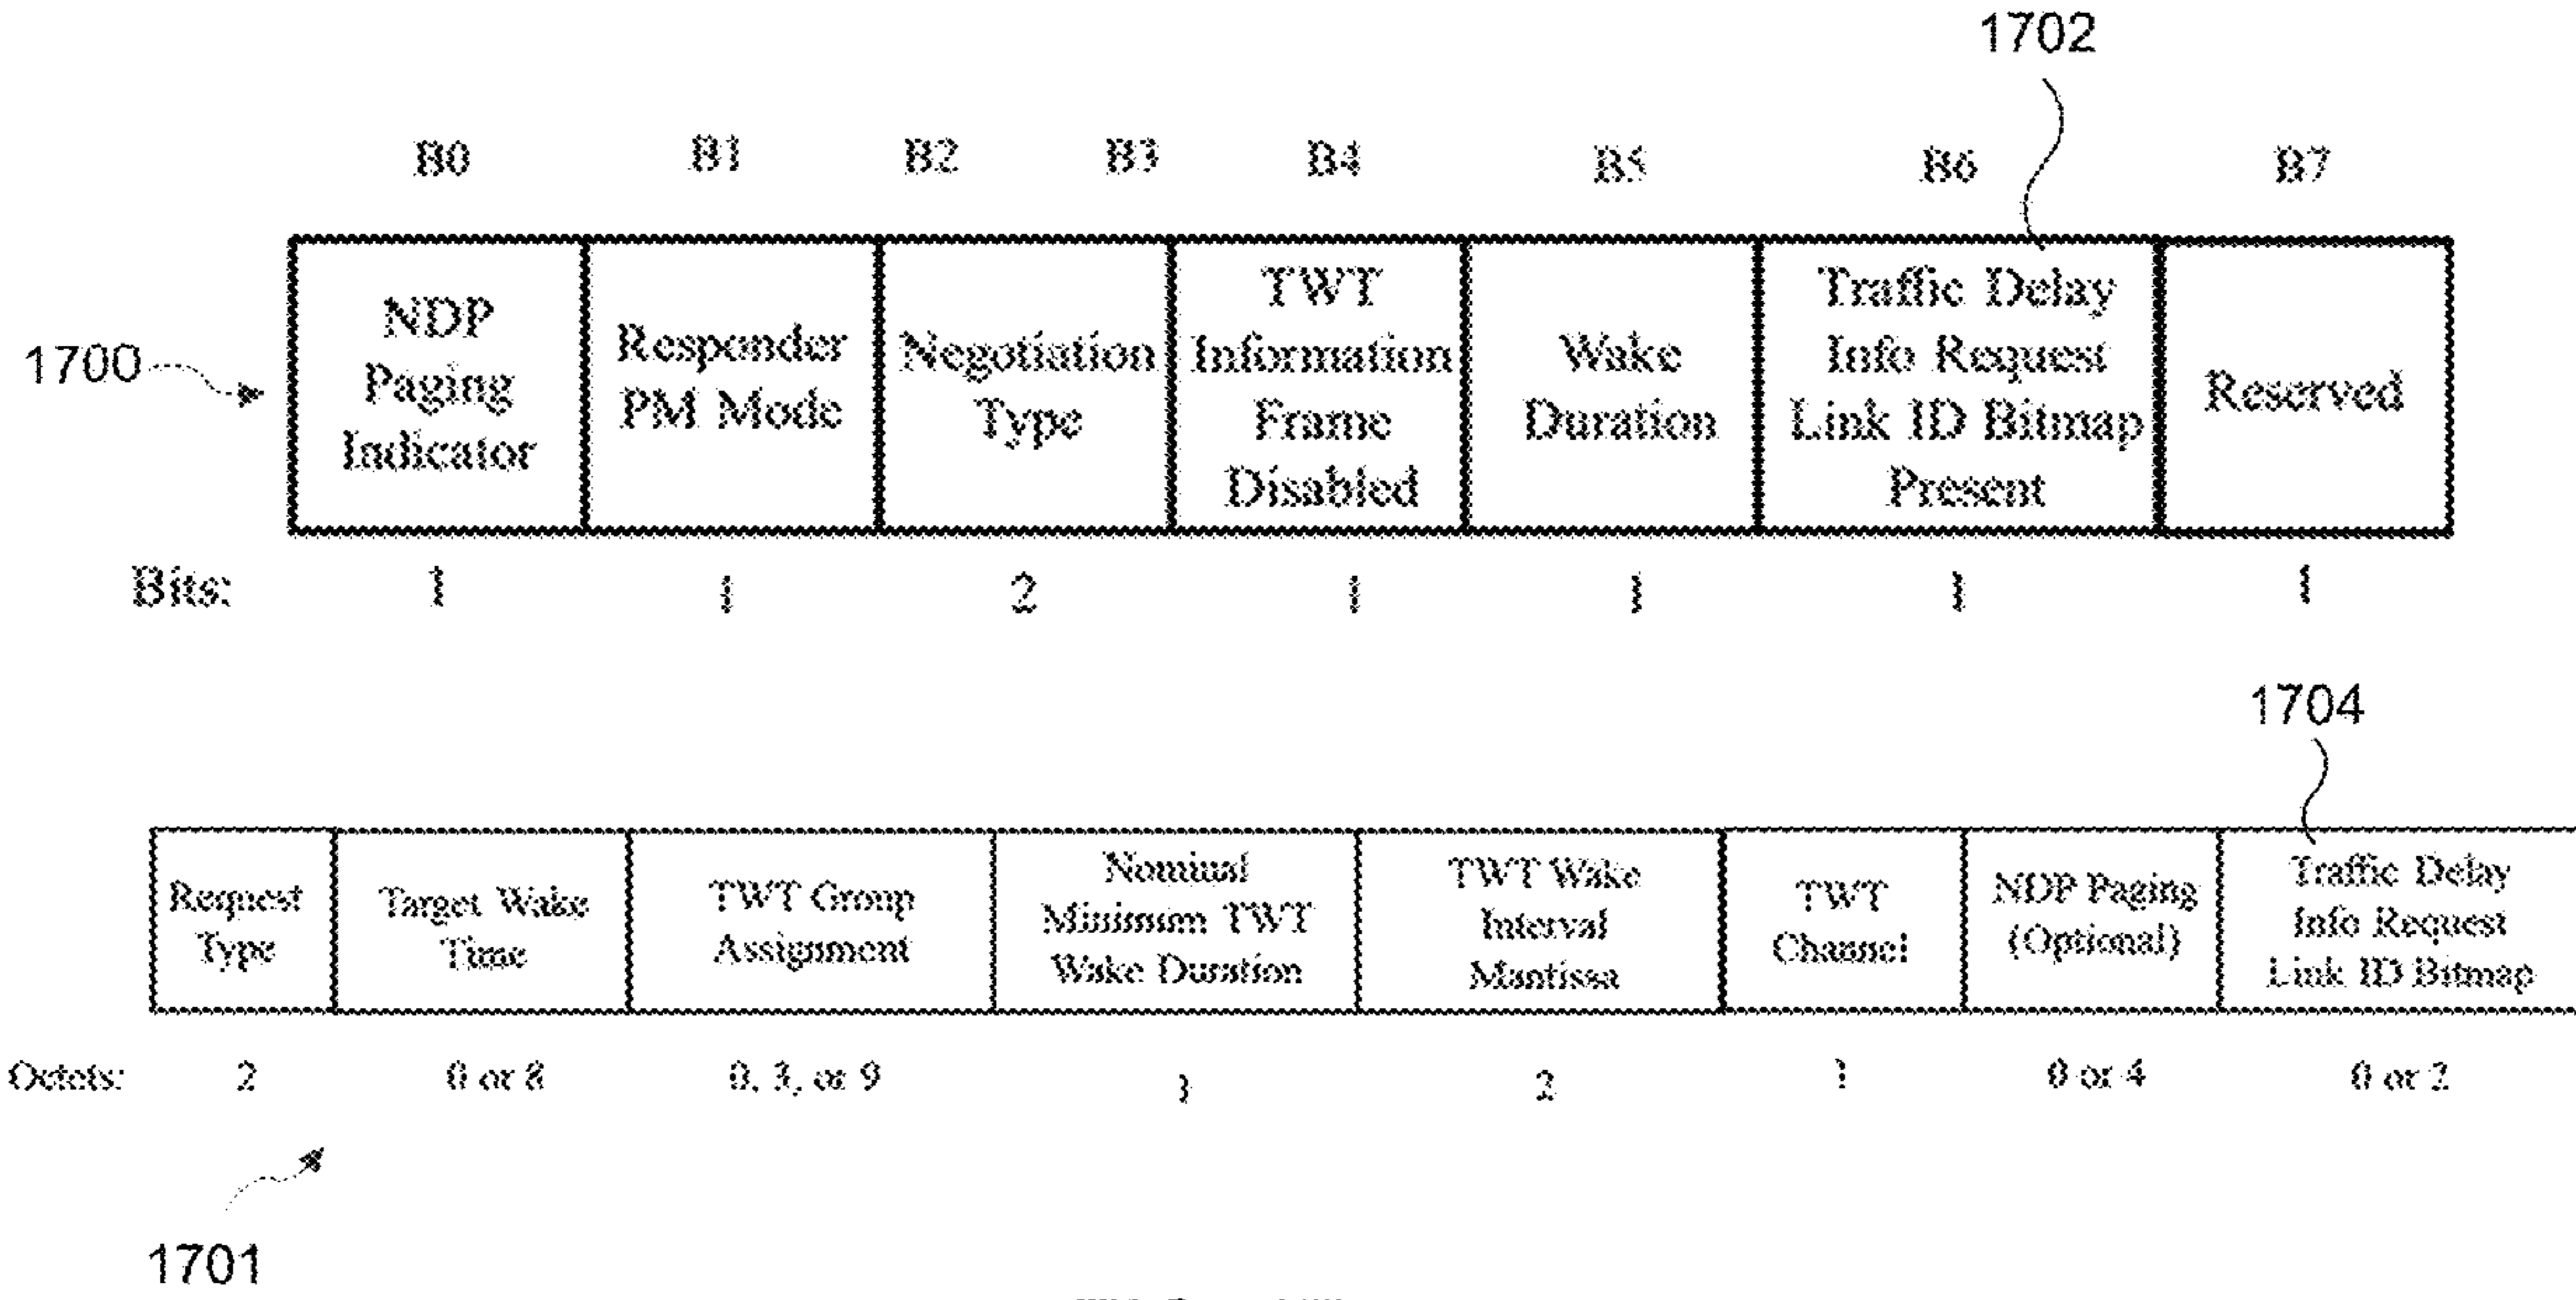 1702
B0 B1 B2 B3 B4 B5 B6 B7
1700
NDP
Paging
Indicator
Responder
PM Mode
Negotiation
Type
TWT
Information
Frame
Disabled
Wake
Duration
Traffic Delay
Info Request
Link ID Bitmap
Present
Reserved
Bits: 1 1 2 1 1 1 1
1704
Request
Type
Target Wake
Time
TWT Group
Assignment
Nominal
Minimum TWT
Wake Duration
TWT Wake
Interval
Mantissa
TWT
Channel
NDP Paging
(Optional)
Traffic Delay
Info Request
Link ID Bitmap
Octets: 2 0 or 8 0, 3, or 9 1 2 1 0 or 4 0 or 2
1701